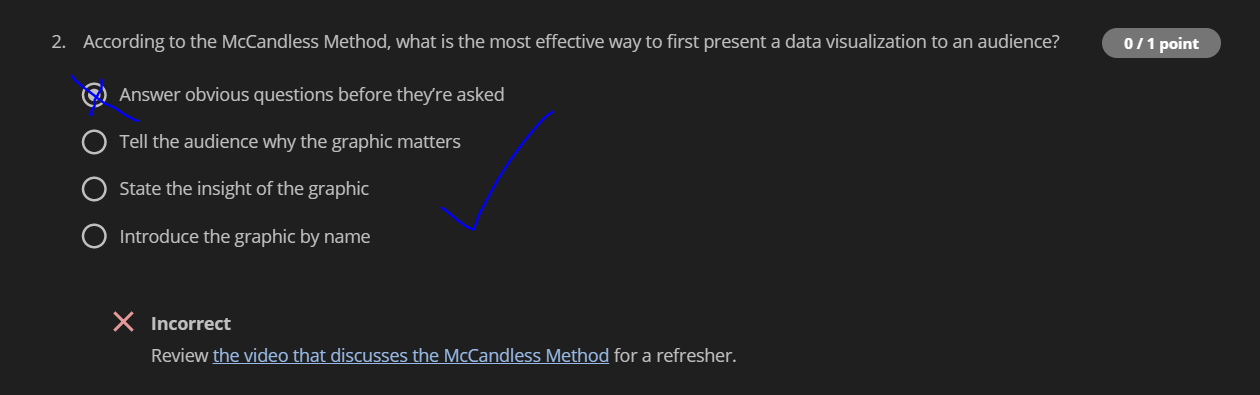 2. According to the McCandless Method, what is the most effective way to first present a data visualization to an audience?
0 / 1 point
Answer obvious questions before they’re asked
Tell the audience why the graphic matters
State the insight of the graphic
Introduce the graphic by name
Incorrect
Review the video that discusses the McCandless Method for a refresher.